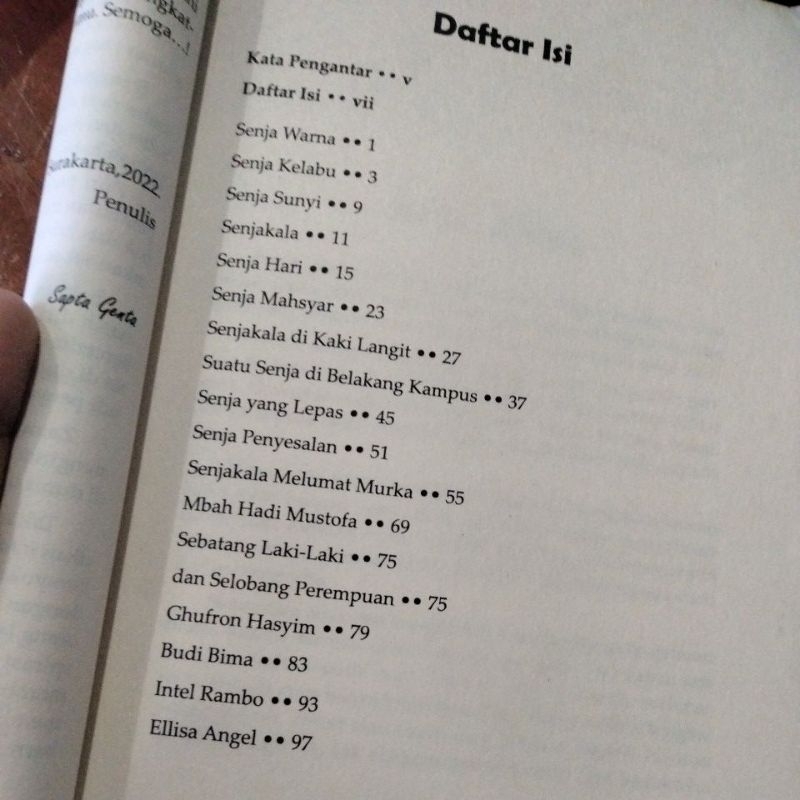 Semoga...!
Surakarta, 2022
Penulis
Sapta Genta
Daftar Isi
Kata Pengantar •• v
Daftar Isi •• vii
Senja Warna •• 1
Senja Kelabu •• 3
Senja Sunyi •• 9
Senjakala •• 11
Senja Hari •• 15
Senja Mahsyar •• 23
Senjakala di Kaki Langit •• 27
Suatu Senja di Belakang Kampus •• 37
Senja yang Lepas •• 45
Senja Penyesalan •• 51
Senjakala Melumat Murka •• 55
Mbah Hadi Mustofa •• 69
Sebatang Laki-Laki •• 75
dan Selobang Perempuan •• 75
Ghufron Hasyim •• 79
Budi Bima •• 83
Intel Rambo •• 93
Ellisa Angel •• 97